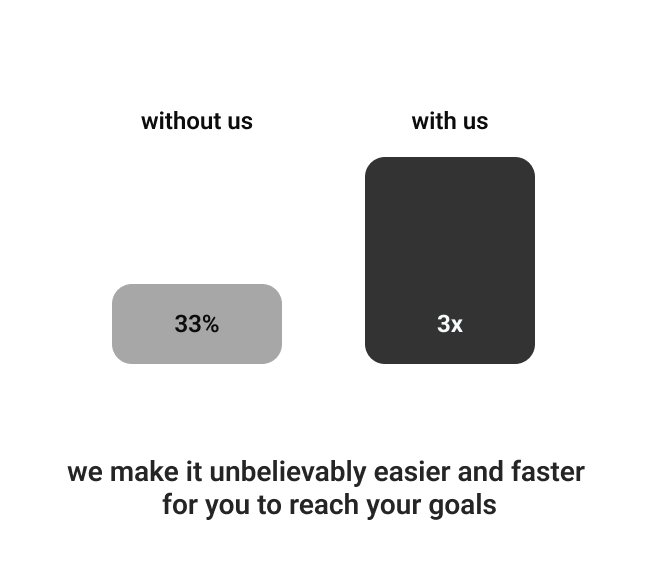 without us
with us
33%
3x
we make it unbelievably easier and faster
for you to reach your goals